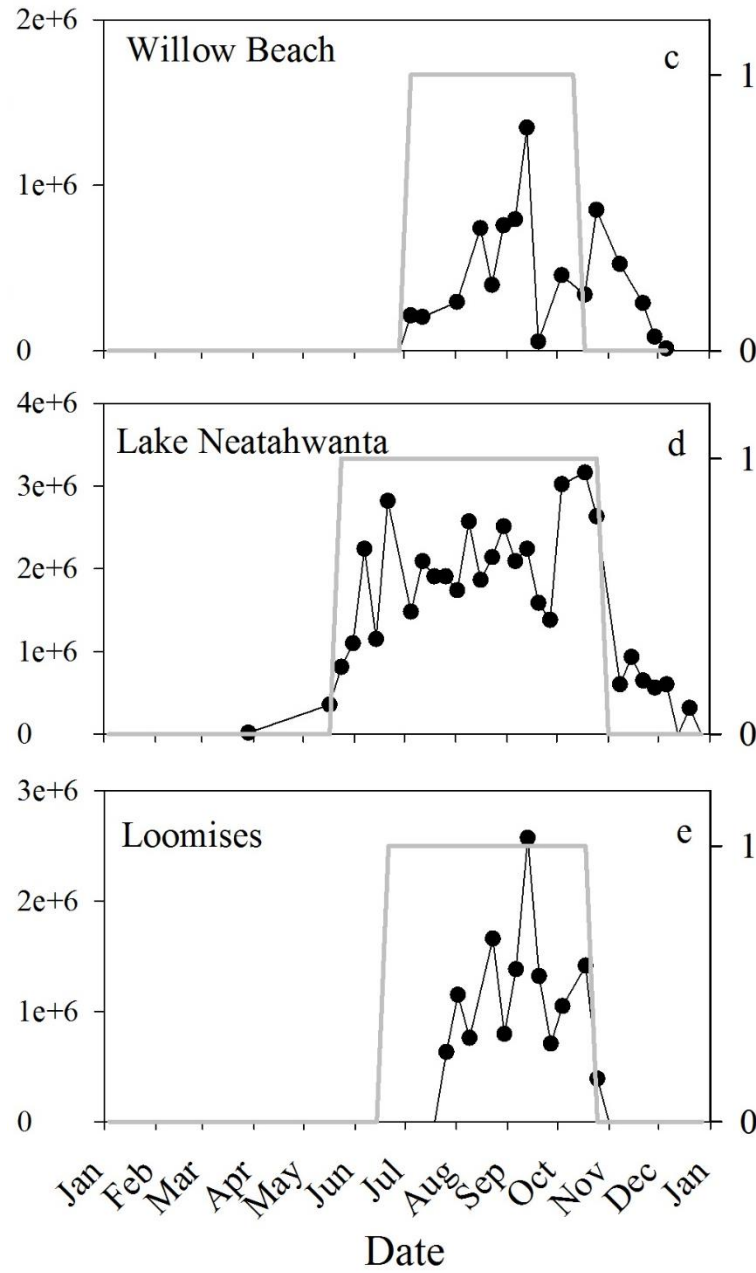 2e+6
Willow Beach c
1
1e+6
0 0
4e+6
Lake Neatahwanta d
1
3e+6
2e+6
1e+6
0 0
3e+6
Loomises e
1
2e+6
1e+6
0 0
Jan Feb Mar Apr May Jun Jul Aug Sep Oct Nov Dec Jan
Date